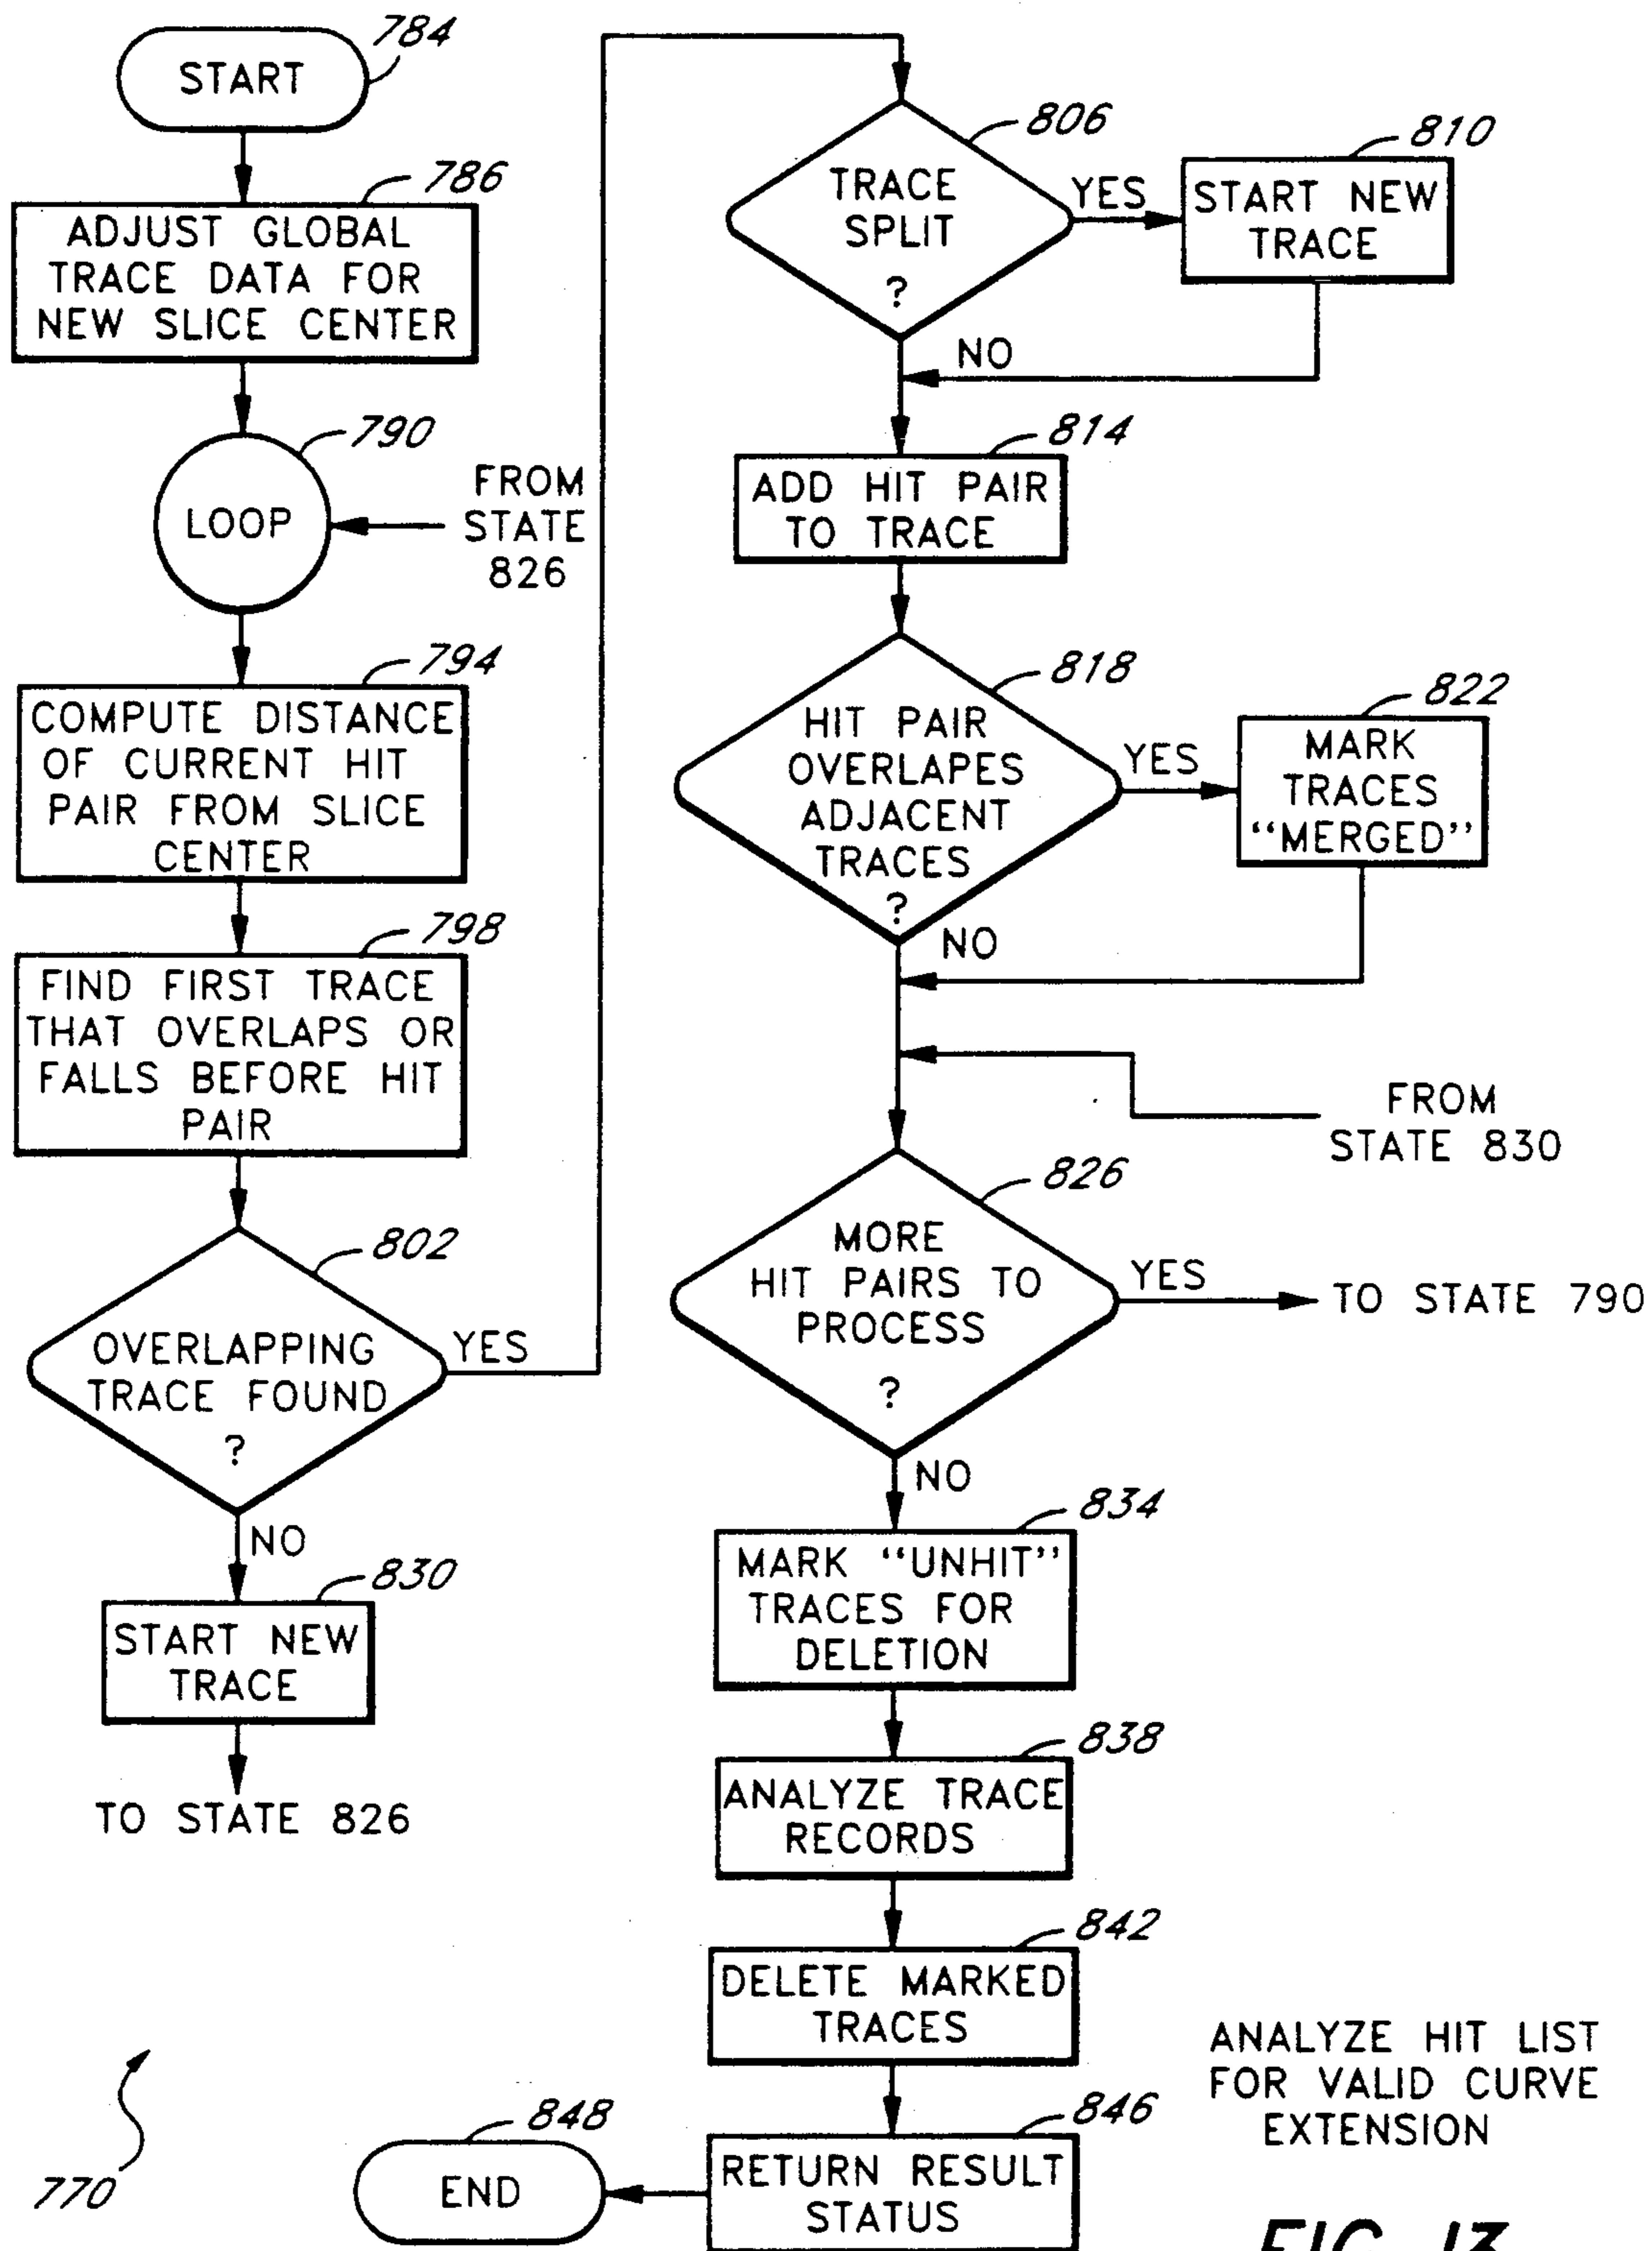 START
784
786
ADJUST GLOBAL
TRACE DATA FOR
NEW SLICE CENTER
790
LOOP
FROM
STATE
826
794
COMPUTE DISTANCE
OF CURRENT HIT
PAIR FROM SLICE
CENTER
798
FIND FIRST TRACE
THAT OVERLAPS OR
FALLS BEFORE HIT
PAIR
802
OVERLAPPING
TRACE FOUND
?
YES
NO
830
START NEW
TRACE
TO STATE 826
806
TRACE
SPLIT
?
YES
810
START NEW
TRACE
NO
814
ADD HIT PAIR
TO TRACE
818
HIT PAIR
OVERLAPES
ADJACENT
TRACES
?
YES
822
MARK
TRACES
“MERGED”
NO
FROM
STATE 830
826
MORE
HIT PAIRS TO
PROCESS
?
YES
TO STATE 790
NO
834
MARK “UNHIT”
TRACES FOR
DELETION
838
ANALYZE TRACE
RECORDS
842
DELETE MARKED
TRACES
846
RETURN RESULT
STATUS
848
END
770
ANALYZE HIT LIST
FOR VALID CURVE
EXTENSION
FIG. 13